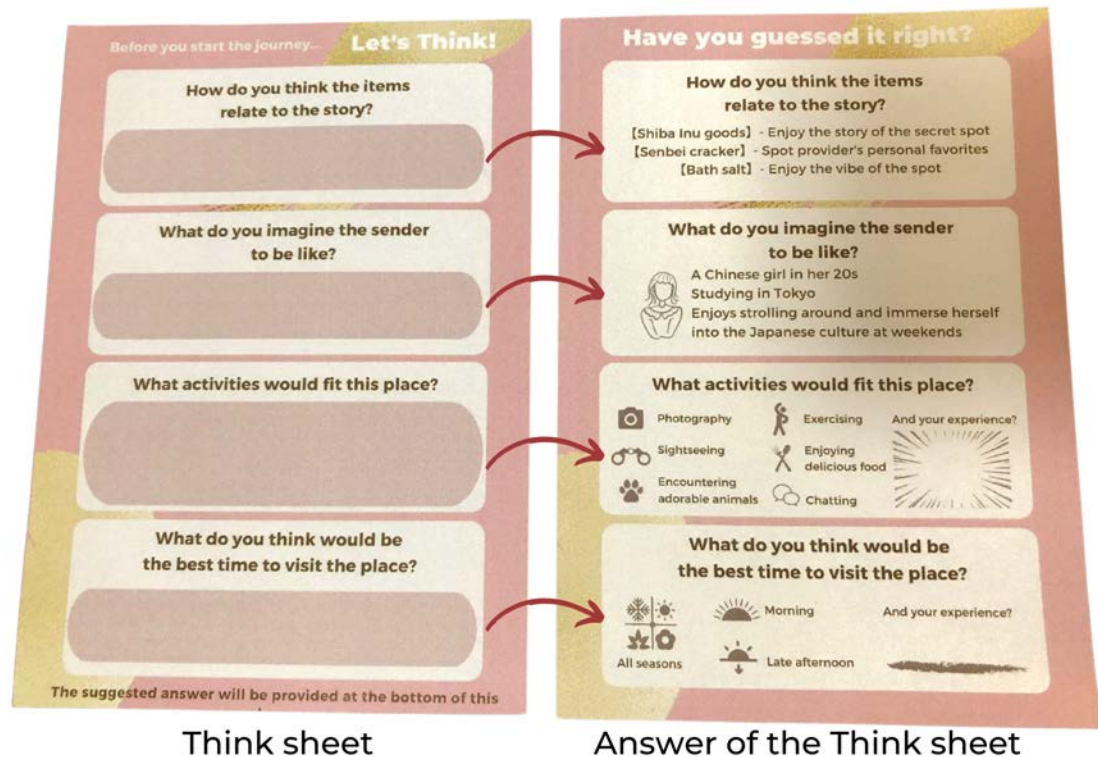 Before you start the journey... Let's Think!
How do you think the items
relate to the story?
What do you imagine the sender
to be like?
What activities would fit this place?
What do you think would be
the best time to visit the place?
The suggested answer will be provided at the bottom of this
Think sheet
Have you guessed it right?
How do you think the items
relate to the story?
【Shiba Inu goods】 - Enjoy the story of the secret spot
【Senbei cracker】 - Spot provider's personal favorites
【Bath salt】 - Enjoy the vibe of the spot
What do you imagine the sender
to be like?
A Chinese girl in her 20s
Studying in Tokyo
Enjoys strolling around and immerse herself
into the Japanese culture at weekends
What activities would fit this place?
Photography
Exercising
And your experience?
Sightseeing
Enjoying
delicious food
Encountering
adorable animals
Chatting
What do you think would be
the best time to visit the place?
All seasons
Morning
Late afternoon
And your experience?
Answer of the Think sheet